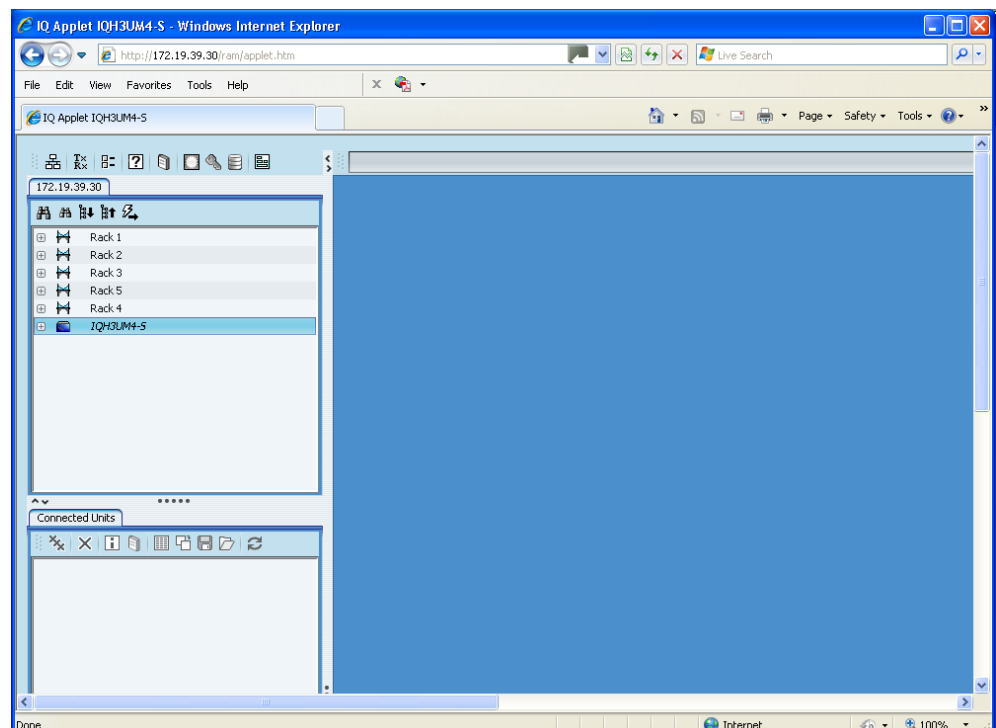 IQ Applet IQH3UM4-S - Windows Internet Explorer
http://172.19.39.30/ram/applet.htm
Live Search
File Edit View Favorites Tools Help
x
IQ Applet IQH3UM4-S
Page Safety Tools
172.19.39.30
Rack 1
Rack 2
Rack 3
Rack 5
Rack 4
IQH3UM4-S
Connected Units
Done
Internet
100%